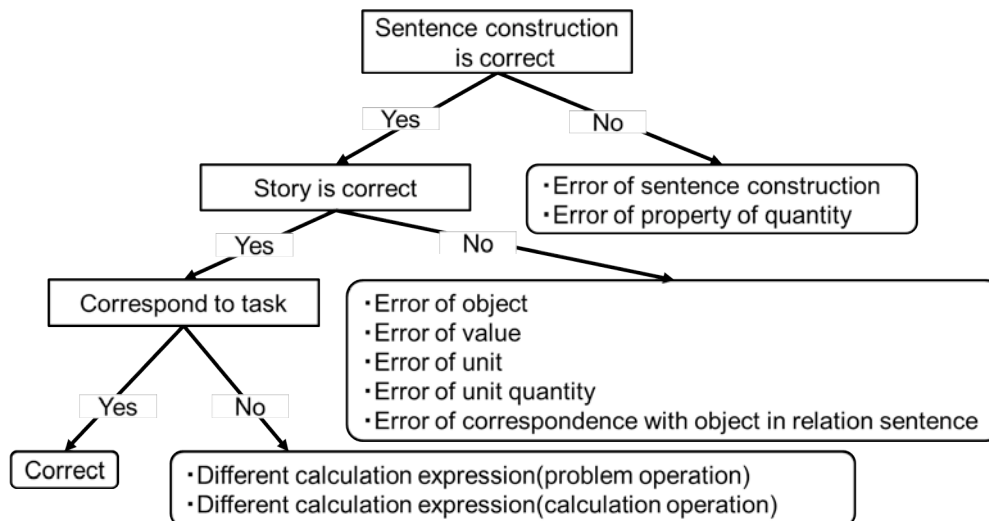 Sentence construction
is correct
Yes
No
Story is correct
・Error of sentence construction
・Error of property of quantity
Yes
No
Correspond to task
・Error of object
・Error of value
・Error of unit
・Error of unit quantity
・Error of correspondence with object in relation sentence
Yes
No
Correct
・Different calculation expression(problem operation)
・Different calculation expression(calculation operation)